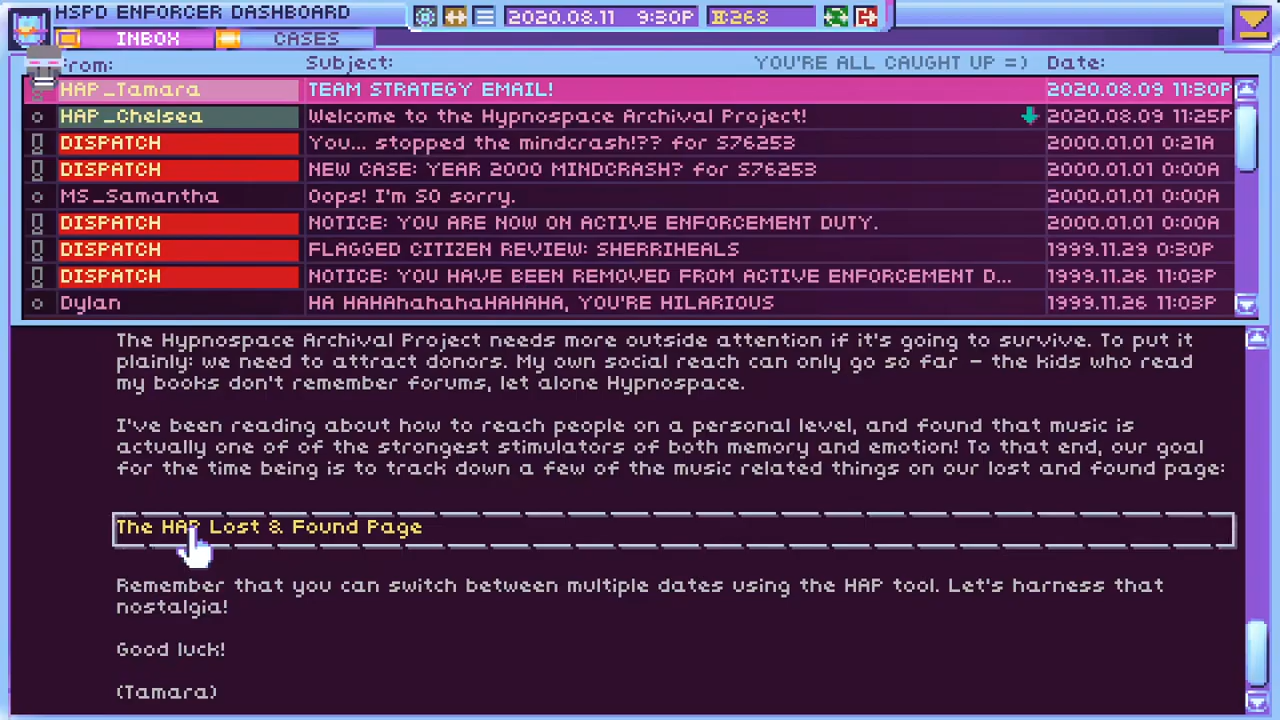 HSPD ENFORCER DASHBOARD
2020.08.11 9:30P
268
INBOX
CASES
From:
Subject:
YOU'RE ALL CAUGHT UP =)
Date:
HAP_Tamara
TEAM STRATEGY EMAIL!
2020.08.09 11:30P
HAP_Chelsea
Welcome to the Hypnospace Archival Project!
2020.08.09 11:25P
DISPATCH
You... stopped the mindcrash!?? for S76253
2000.01.01 0:21A
DISPATCH
NEW CASE: YEAR 2000 MINDCRASH? for S76253
2000.01.01 0:00A
MS_Samantha
Oops! I'm SO sorry.
2000.01.01 0:00A
DISPATCH
NOTICE: YOU ARE NOW ON ACTIVE ENFORCEMENT DUTY.
2000.01.01 0:00A
DISPATCH
FLAGGED CITIZEN REVIEW: SHERRIHEALS
1999.11.29 0:30P
DISPATCH
NOTICE: YOU HAVE BEEN REMOVED FROM ACTIVE ENFORCEMENT D...
1999.11.26 11:03P
Dylan
HA HAHAhahahaHAHAHA, YOU'RE HILARIOUS
1999.11.26 11:03P
The Hypnospace Archival Project needs more outside attention if it's going to survive. To put it
plainly: we need to attract donors. My own social reach can only go so far - the kids who read
my books don't remember forums, let alone Hypnospace.
I've been reading about how to reach people on a personal level, and found that music is
actually one of of the strongest stimulators of both memory and emotion! To that end, our goal
for the time being is to track down a few of the music related things on our lost and found page:
The HAP Lost & Found Page
Remember that you can switch between multiple dates using the HAP tool. Let's harness that
nostalgia!
Good luck!
(Tamara)